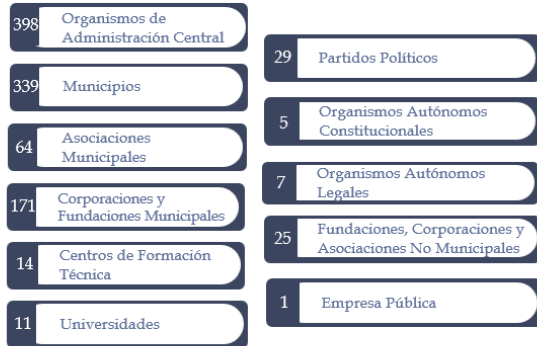 398 Organismos de
Administración Central
339 Municipios
64 Asociaciones
Municipales
171 Corporaciones y
Fundaciones Municipales
14 Centros de Formación
Técnica
11 Universidades
29 Partidos Políticos
5 Organismos Autónomos
Constitucionales
7 Organismos Autónomos
Legales
25 Fundaciones, Corporaciones y
Asociaciones No Municipales
1 Empresa Pública